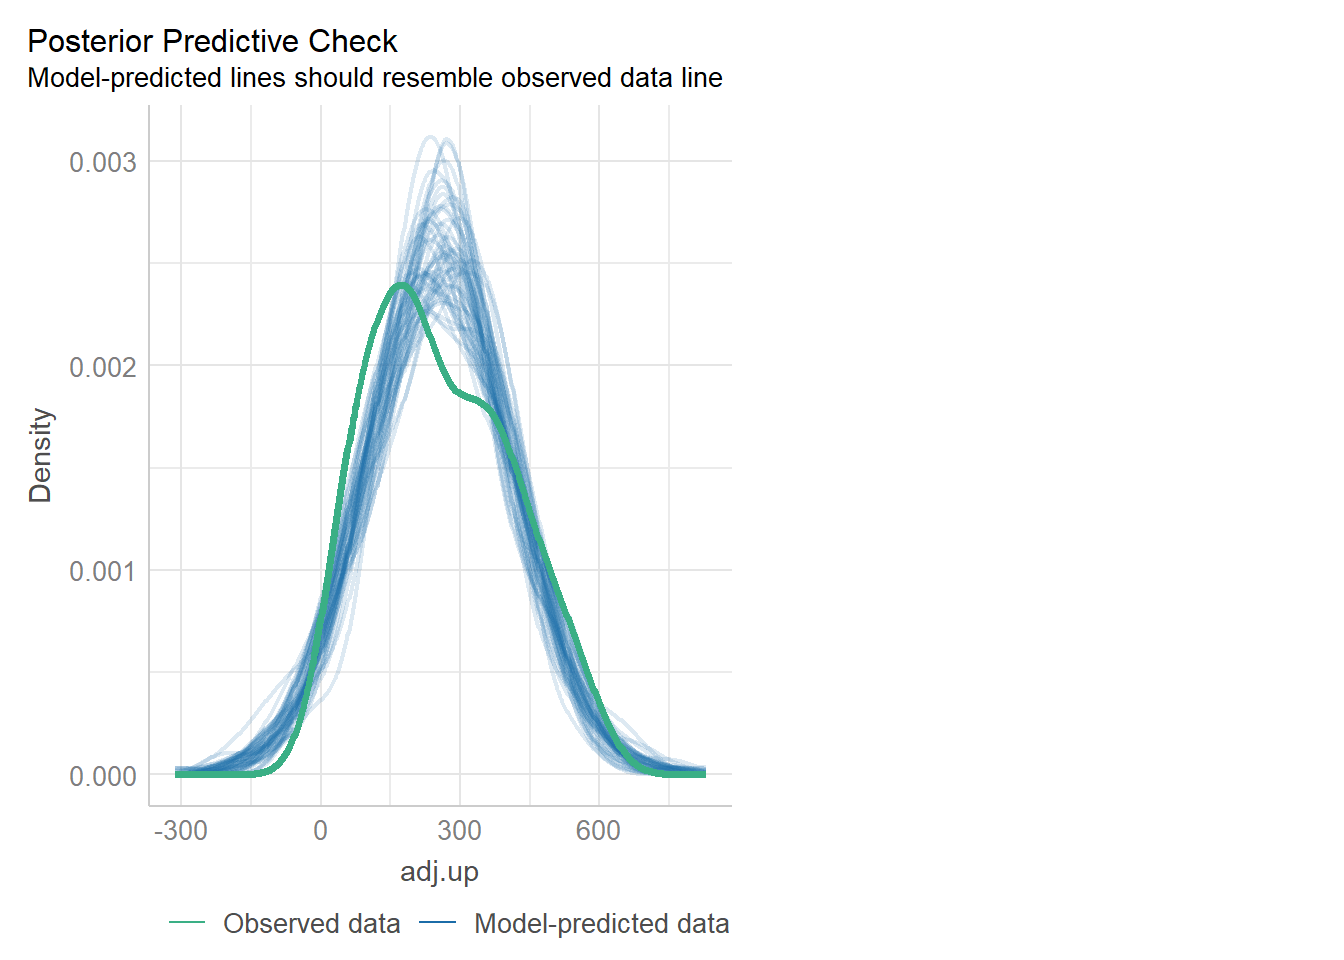 Posterior Predictive Check
Model-predicted lines should resemble observed data line
0.003
0.002
0.001
0.000
Density
-300 0 300 600
adj.up
Observed data Model-predicted data